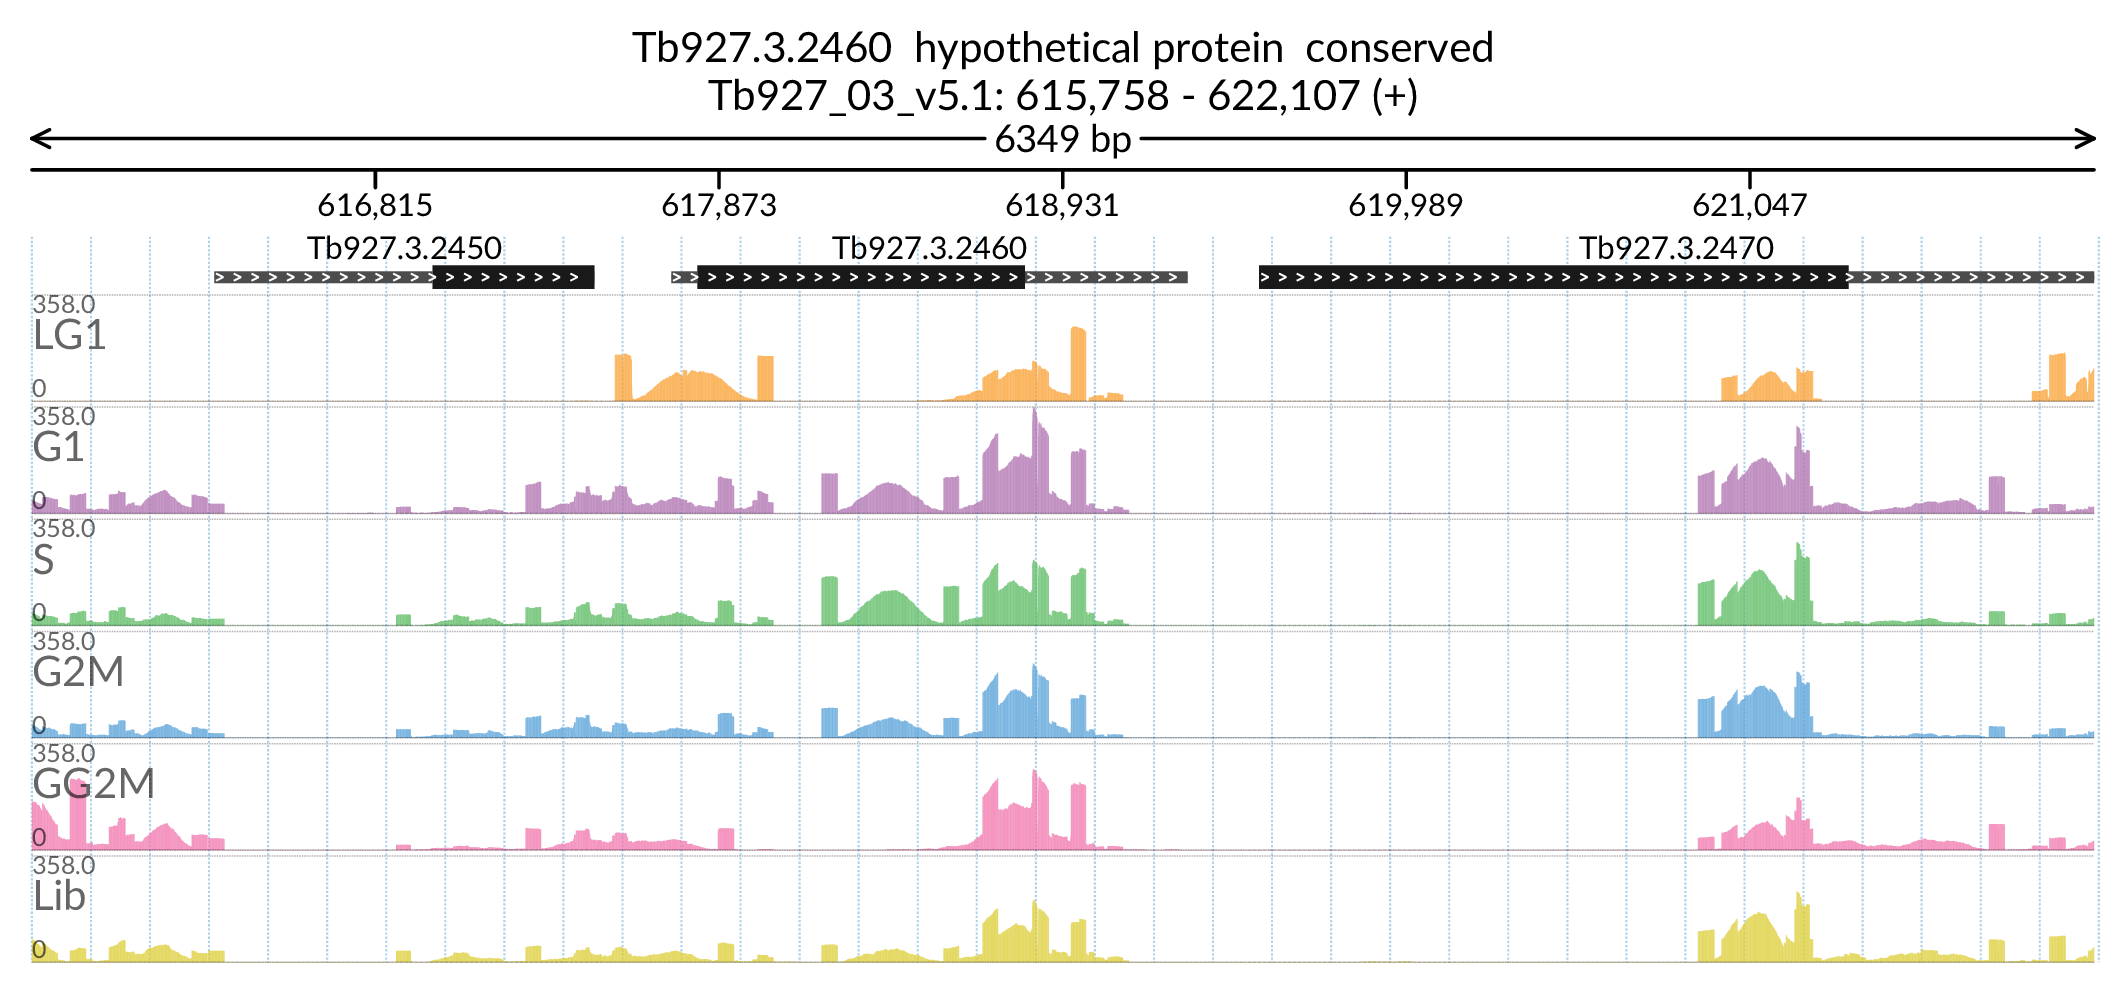 Tb927.3.2460 hypothetical protein conserved
Tb927_03_v5.1: 615,758 - 622,107 (+)
6349 bp
616,815 617,873 618,931 619,989 621,047
Tb927.3.2450 Tb927.3.2460 Tb927.3.2470
358.0
LG1
0
358.0
G1
0
358.0
S
0
358.0
G2M
0
358.0
GG2M
0
358.0
Lib
0